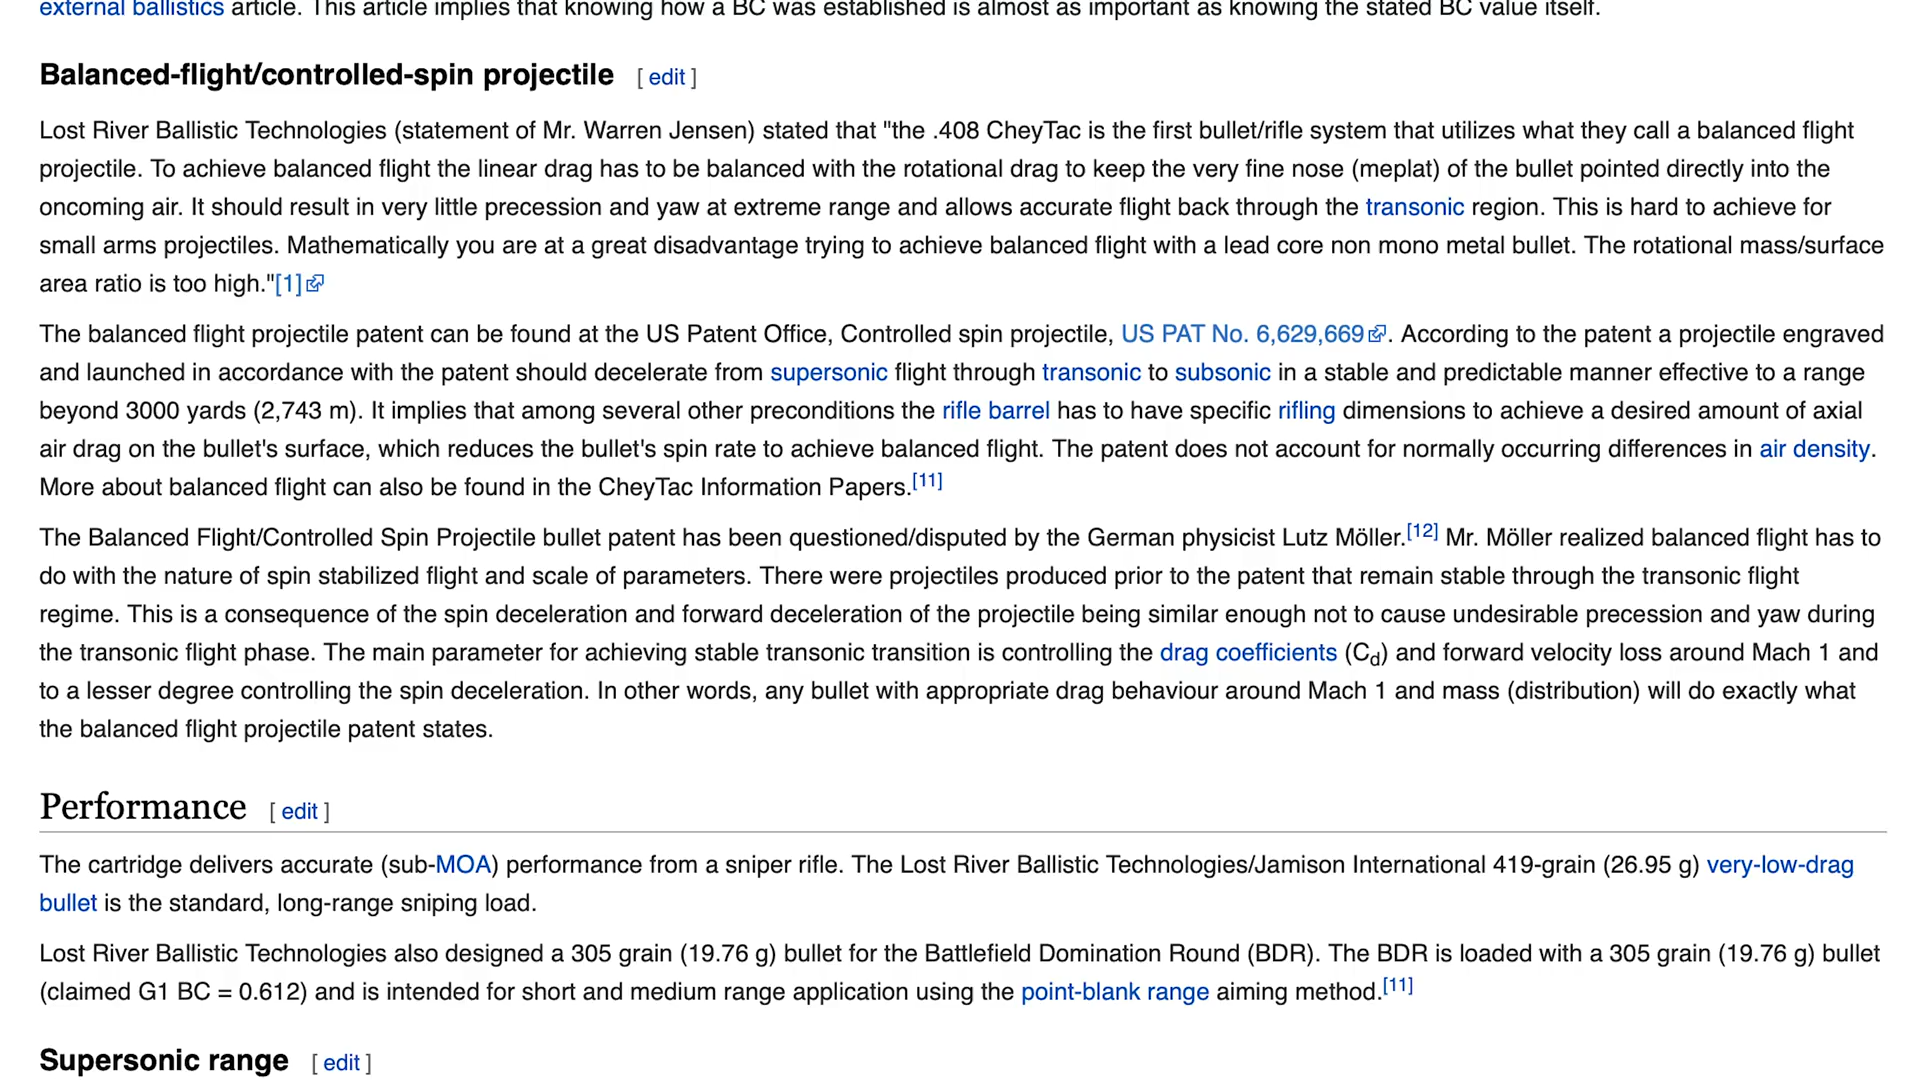 external ballistics article. This article implies that knowing how a BC was established is almost as important as knowing the stated BC value itself.
Balanced-flight/controlled-spin projectile [ edit ]
Lost River Ballistic Technologies (statement of Mr. Warren Jensen) stated that "the .408 CheyTac is the first bullet/rifle system that utilizes what they call a balanced flight
projectile. To achieve balanced flight the linear drag has to be balanced with the rotational drag to keep the very fine nose (meplat) of the bullet pointed directly into the
oncoming air. It should result in very little precession and yaw at extreme range and allows accurate flight back through the transonic region. This is hard to achieve for
small arms projectiles. Mathematically you are at a great disadvantage trying to achieve balanced flight with a lead core non mono metal bullet. The rotational mass/surface
area ratio is too high."[1]
The balanced flight projectile patent can be found at the US Patent Office, Controlled spin projectile, US PAT No. 6,629,669. According to the patent a projectile engraved
and launched in accordance with the patent should decelerate from supersonic flight through transonic to subsonic in a stable and predictable manner effective to a range
beyond 3000 yards (2,743 m). It implies that among several other preconditions the rifle barrel has to have specific rifling dimensions to achieve a desired amount of axial
air drag on the bullet's surface, which reduces the bullet's spin rate to achieve balanced flight. The patent does not account for normally occurring differences in air density.
More about balanced flight can also be found in the CheyTac Information Papers.[11]
The Balanced Flight/Controlled Spin Projectile bullet patent has been questioned/disputed by the German physicist Lutz Möller.[12] Mr. Möller realized balanced flight has to
do with the nature of spin stabilized flight and scale of parameters. There were projectiles produced prior to the patent that remain stable through the transonic flight
regime. This is a consequence of the spin deceleration and forward deceleration of the projectile being similar enough not to cause undesirable precession and yaw during
the transonic flight phase. The main parameter for achieving stable transonic transition is controlling the drag coefficients (Cd) and forward velocity loss around Mach 1 and
to a lesser degree controlling the spin deceleration. In other words, any bullet with appropriate drag behaviour around Mach 1 and mass (distribution) will do exactly what
the balanced flight projectile patent states.
Performance [ edit ]
The cartridge delivers accurate (sub-MOA) performance from a sniper rifle. The Lost River Ballistic Technologies/Jamison International 419-grain (26.95 g) very-low-drag
bullet is the standard, long-range sniping load.
Lost River Ballistic Technologies also designed a 305 grain (19.76 g) bullet for the Battlefield Domination Round (BDR). The BDR is loaded with a 305 grain (19.76 g) bullet
(claimed G1 BC = 0.612) and is intended for short and medium range application using the point-blank range aiming method.[11]
Supersonic range [ edit ]